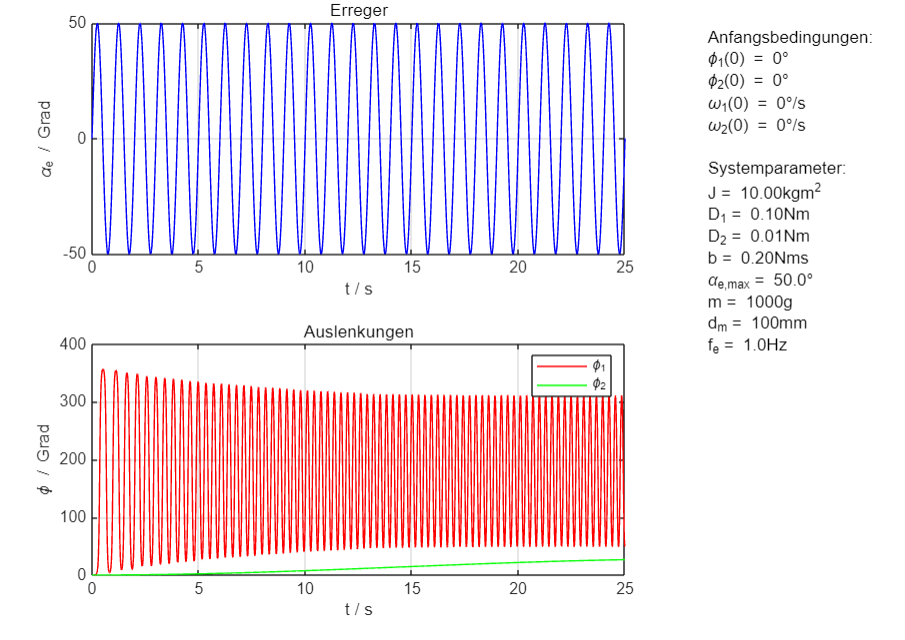 Erreger
50
0
-50
αe / Grad
0 5 10 15 20 25
t / s
Auslenkungen
400
300
200
100
0
ϕ / Grad
ϕ1
ϕ2
0 5 10 15 20 25
t / s
Anfangsbedingungen:
ϕ1(0) = 0°
ϕ2(0) = 0°
ω1(0) = 0°/s
ω2(0) = 0°/s
Systemparameter:
J = 10.00kgm²
D1 = 0.10Nm
D2 = 0.01Nm
b = 0.20Nms
αe,max = 50.0°
m = 1000g
dm = 100mm
fe = 1.0Hz